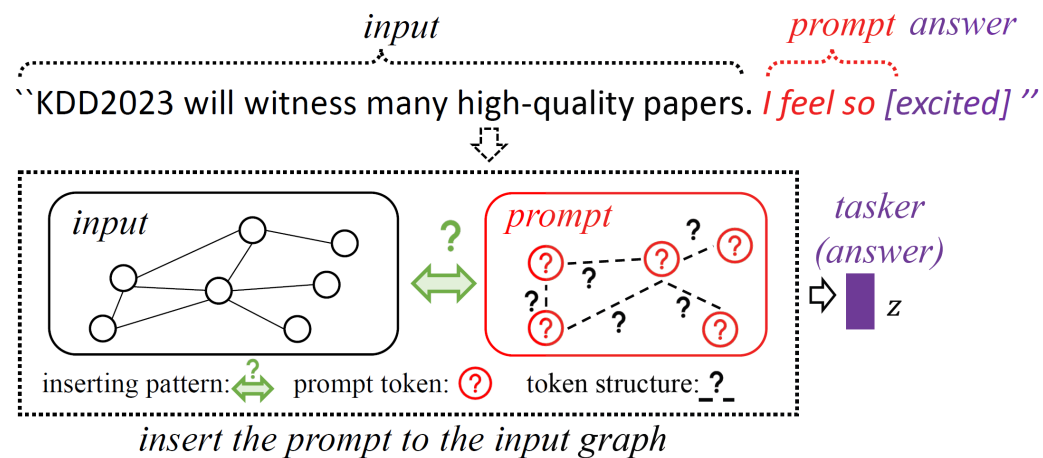 input prompt answer
``KDD2023 will witness many high-quality papers. I feel so [excited] ’’
input ? prompt tasker
(answer)
? ? ? ?
? ? ? ? ? ?
z
inserting pattern: ? prompt token: ? token structure: _?_
insert the prompt to the input graph